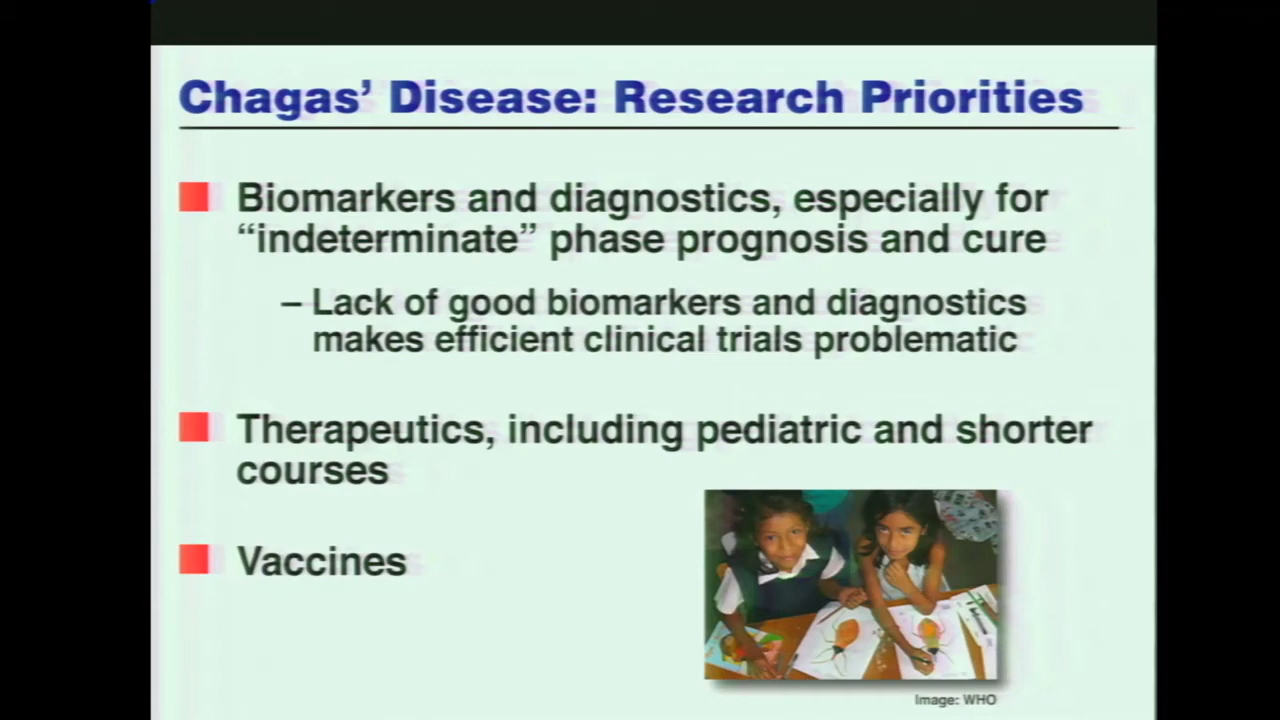 Chagas’ Disease: Research Priorities
Biomarkers and diagnostics, especially for
“indeterminate” phase prognosis and cure
– Lack of good biomarkers and diagnostics
makes efficient clinical trials problematic
Therapeutics, including pediatric and shorter
courses
Vaccines
Image: WHO